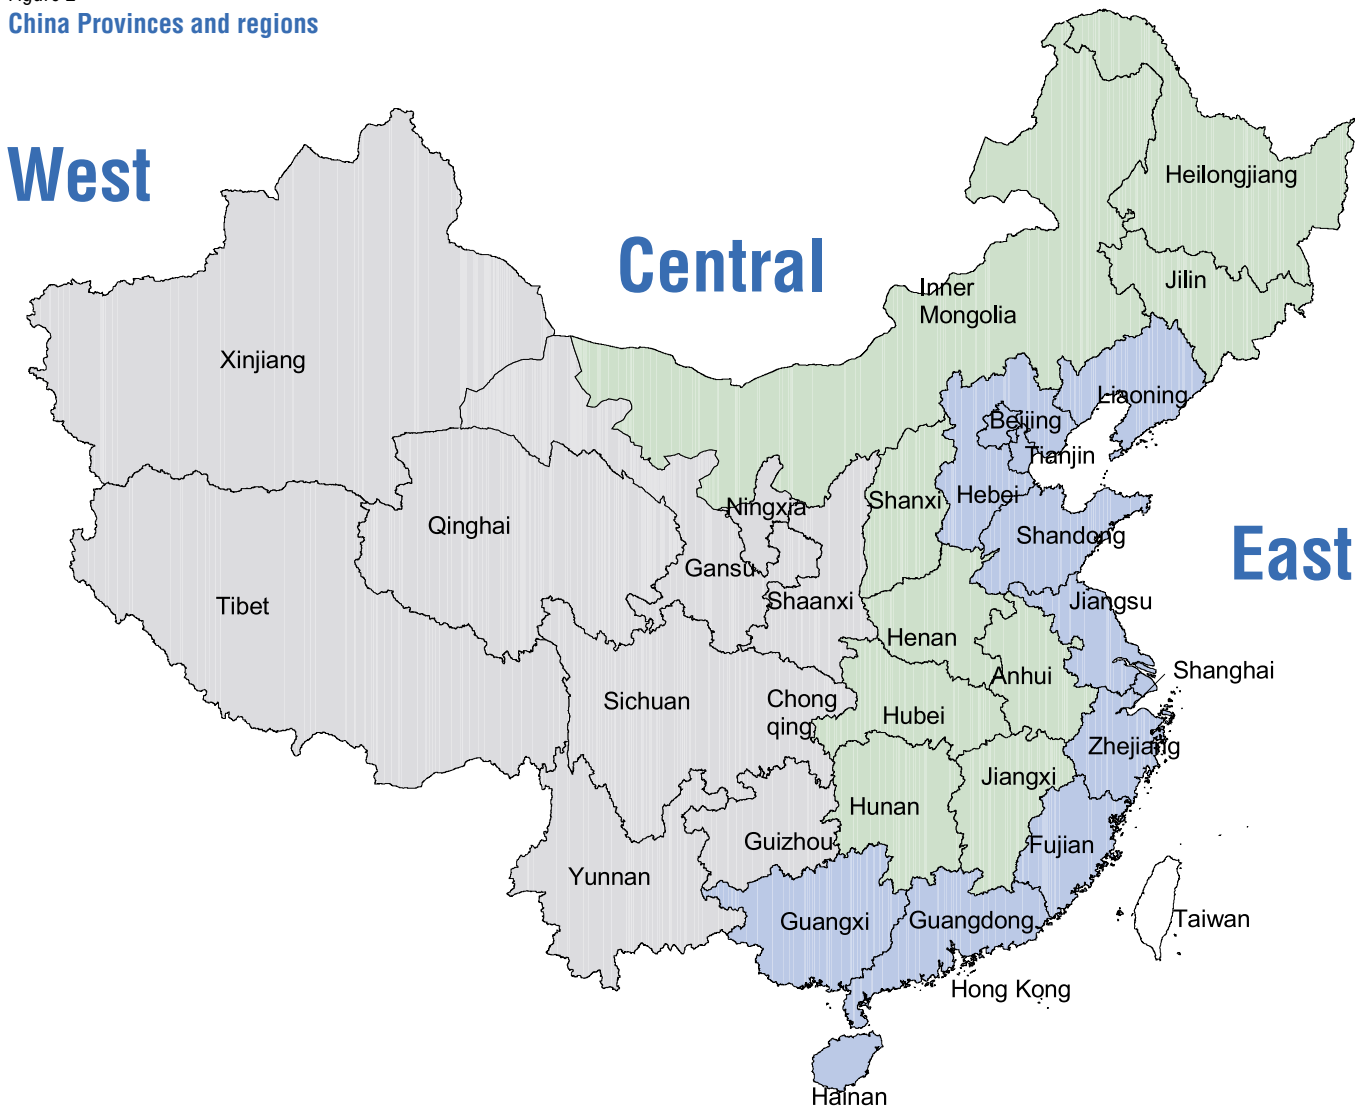 China Provinces and regions
West
Heilongjiang
Central
Jilin
Inner
Mongolia
Xinjiang
Liaoning
Beijing
Tianjin
Hebei
Shanxi
Ningxia
Qinghai
Shandong
East
Gansu
Shaanxi
Tibet
Jiangsu
Henan
Shanghai
Anhui
Sichuan
Chong
qing
Hubei
Zhejiang
Jiangxi
Hunan
Guizhou
Fujian
Yunnan
Guangxi
Guangdong
Taiwan
Hong Kong
Hainan